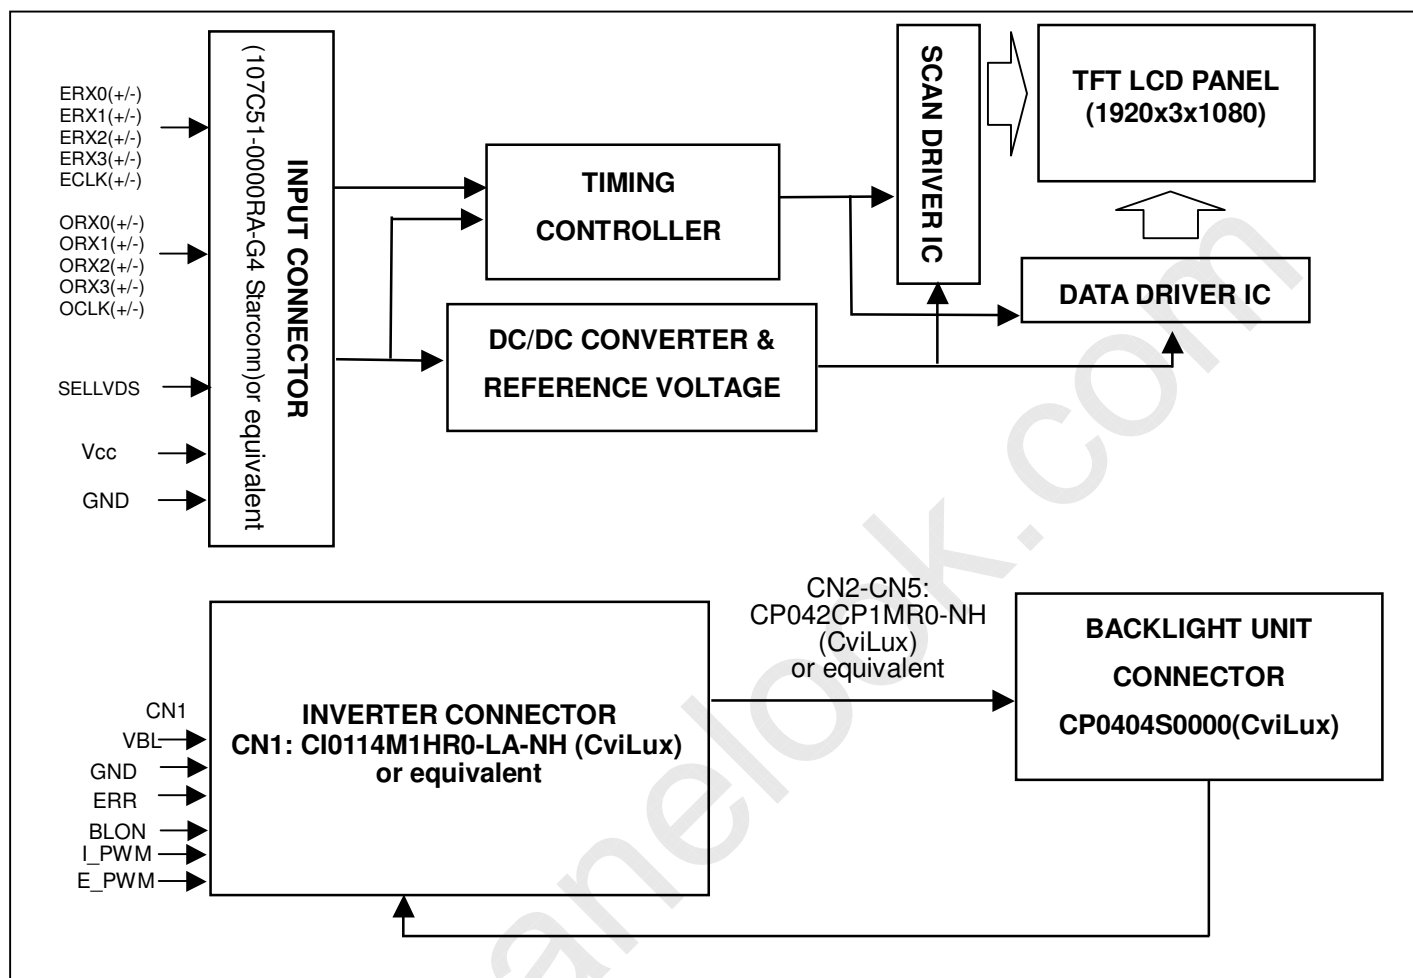 ERX0(+/-)
ERX1(+/-)
ERX2(+/-)
ERX3(+/-)
ECLK(+/-)
ORX0(+/-)
ORX1(+/-)
ORX2(+/-)
ORX3(+/-)
OCLK(+/-)
SELLVDS
Vcc
GND
INPUT CONNECTOR
(107C51-0000RA-G4 Starconn)or equivalent
TIMING
CONTROLLER
DC/DC CONVERTER &
REFERENCE VOLTAGE
SCAN DRIVER IC
TFT LCD PANEL
(1920x3x1080)
DATA DRIVER IC
CN1
VBL
GND
ERR
BLON
I_PWM
E_PWM
INVERTER CONNECTOR
CN1: CI0114M1HR0-LA-NH (CviLux)
or equivalent
CN2-CN5:
CP042CP1MR0-NH
(CviLux)
or equivalent
BACKLIGHT UNIT
CONNECTOR
CP0404S0000(CviLux)
anelook.com